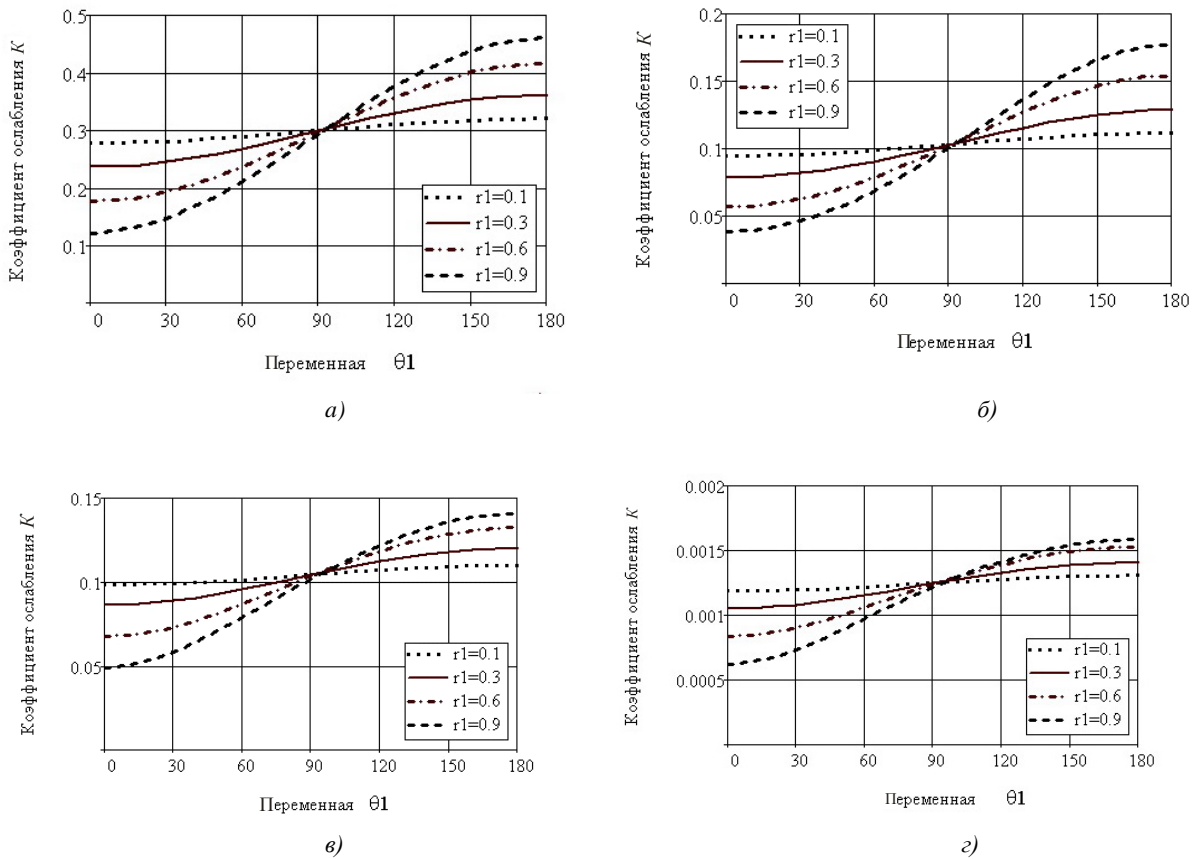 Коэффициент ослабления K
0.5
0.4
0.3
0.2
0.1
r1=0.1
r1=0.3
r1=0.6
r1=0.9
0 30 60 90 120 150 180
Переменная θ1
а)
Коэффициент ослабления K
0.2
0.15
0.1
0.05
r1=0.1
r1=0.3
r1=0.6
r1=0.9
0 30 60 90 120 150 180
Переменная θ1
б)
Коэффициент ослабления K
0.15
0.1
0.05
r1=0.1
r1=0.3
r1=0.6
r1=0.9
0 30 60 90 120 150 180
Переменная θ1
в)
Коэффициент ослабления K
0.002
0.0015
0.001
0.0005
r1=0.1
r1=0.3
r1=0.6
r1=0.9
0 30 60 90 120 150 180
Переменная θ1
г)